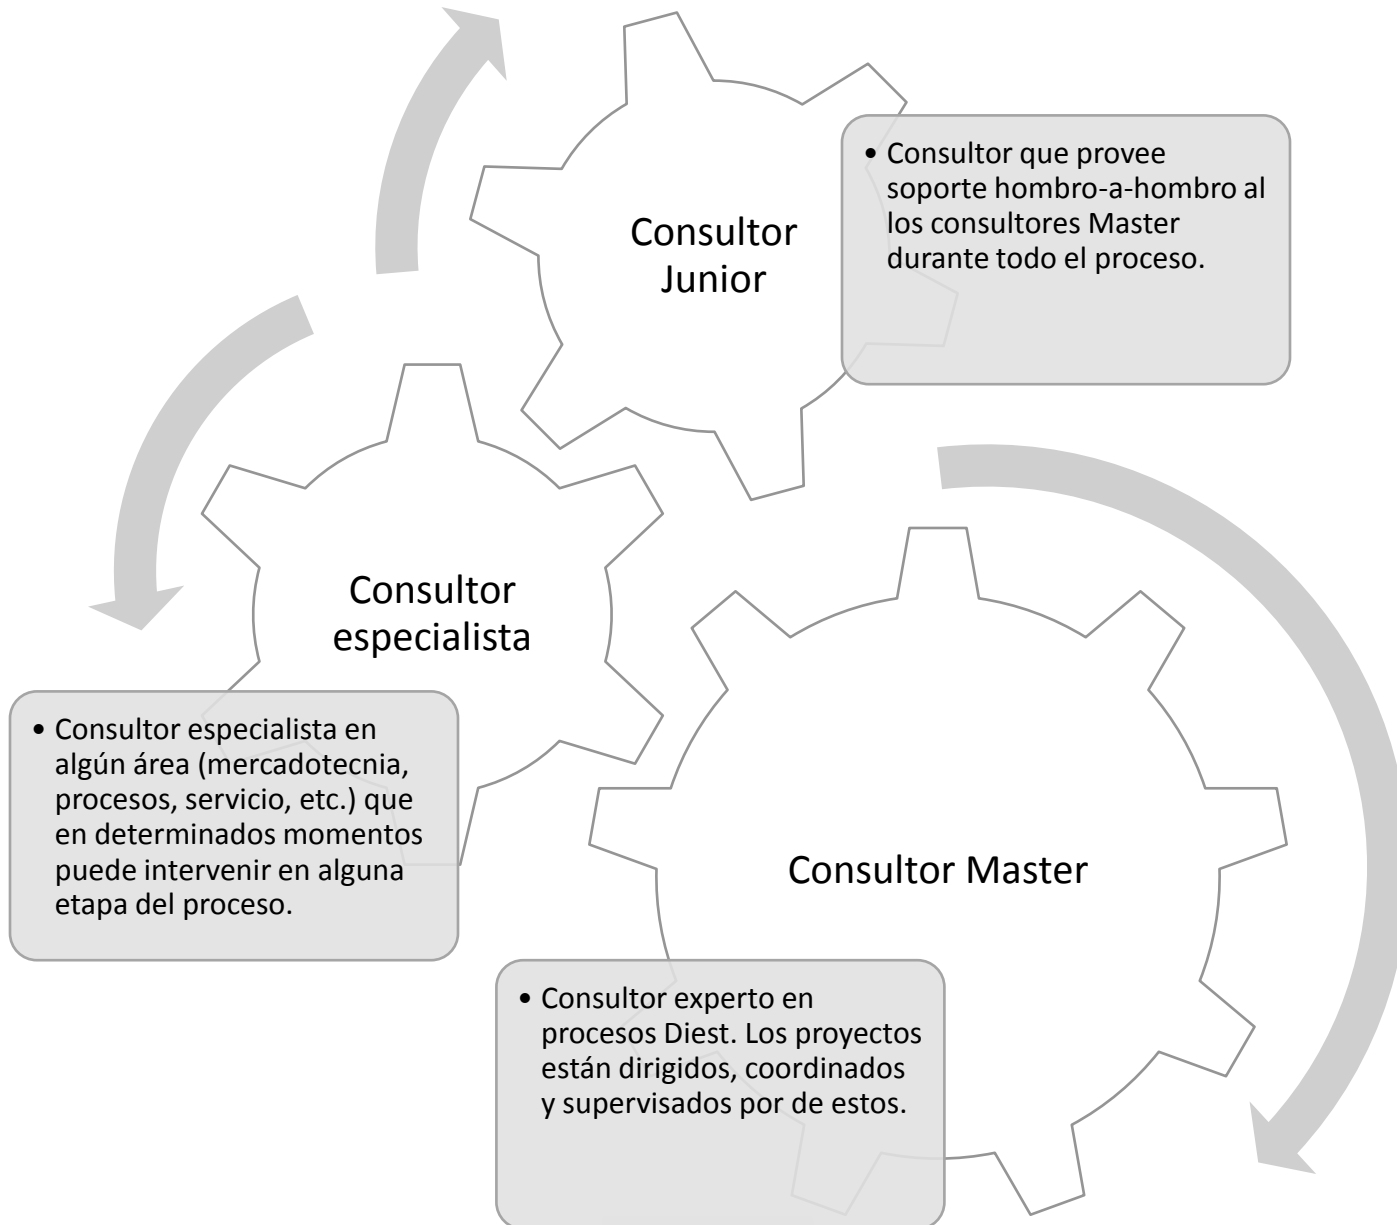 Consultor
Junior
• Consultor que provee
soporte hombro-a-hombro al
los consultores Master
durante todo el proceso.
Consultor
especialista
• Consultor especialista en
algún área (mercadotecnia,
procesos, servicio, etc.) que
en determinados momentos
puede intervenir en alguna
etapa del proceso.
Consultor Master
• Consultor experto en
procesos Diest. Los proyectos
están dirigidos, coordinados
y supervisados por de estos.